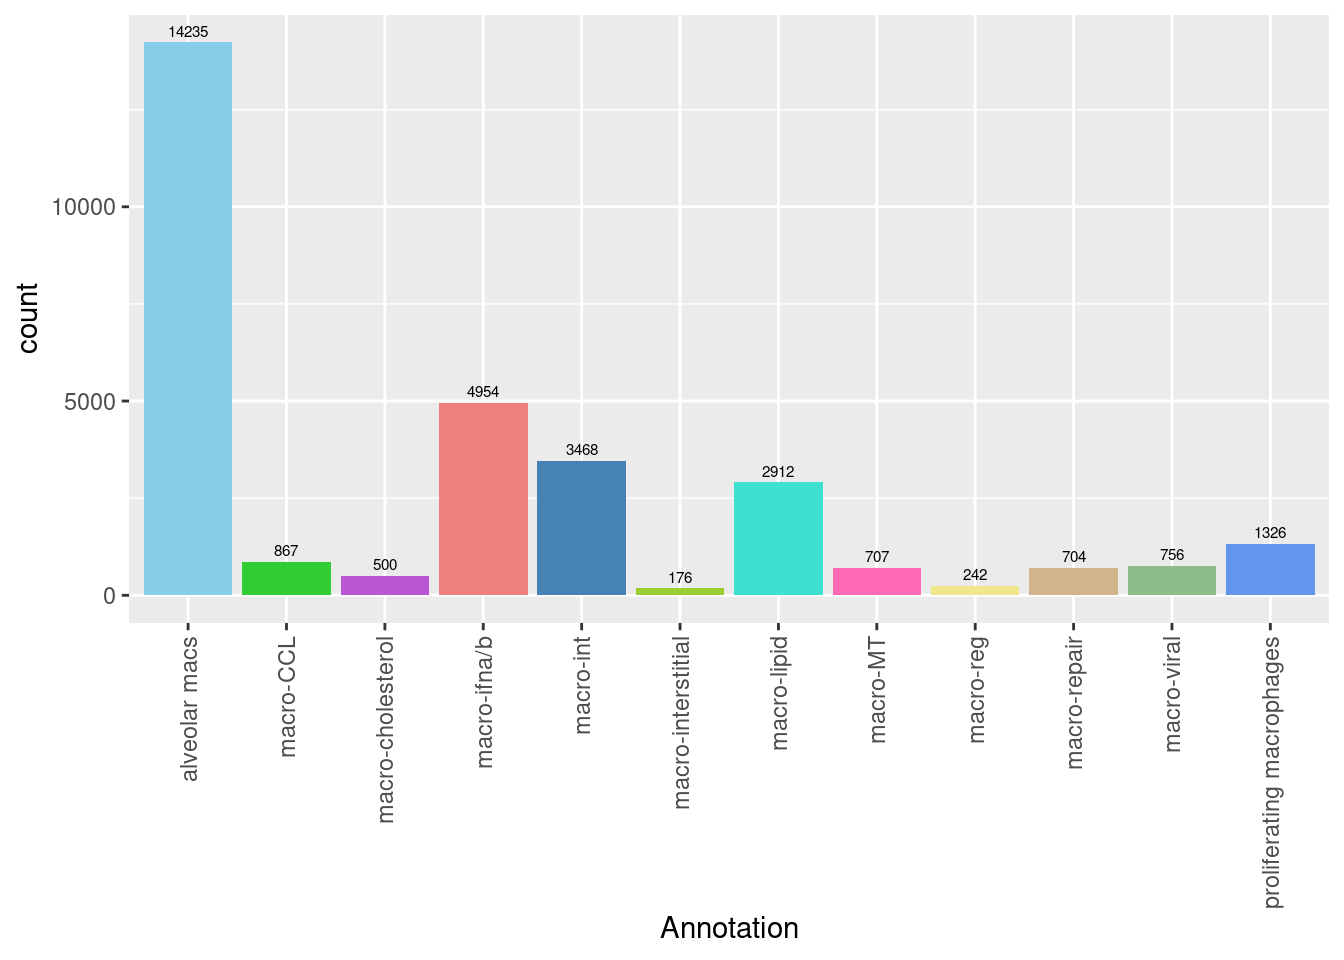 14235
867
500
4954
3468
176
2912
707
242
704
756
1326
10000
5000
0
count
alveolar macs
macro-CCL
macro-cholesterol
macro-ifna/b
macro-int
macro-interstitial
macro-lipid
macro-MT
macro-reg
macro-repair
macro-viral
proliferating macrophages
Annotation